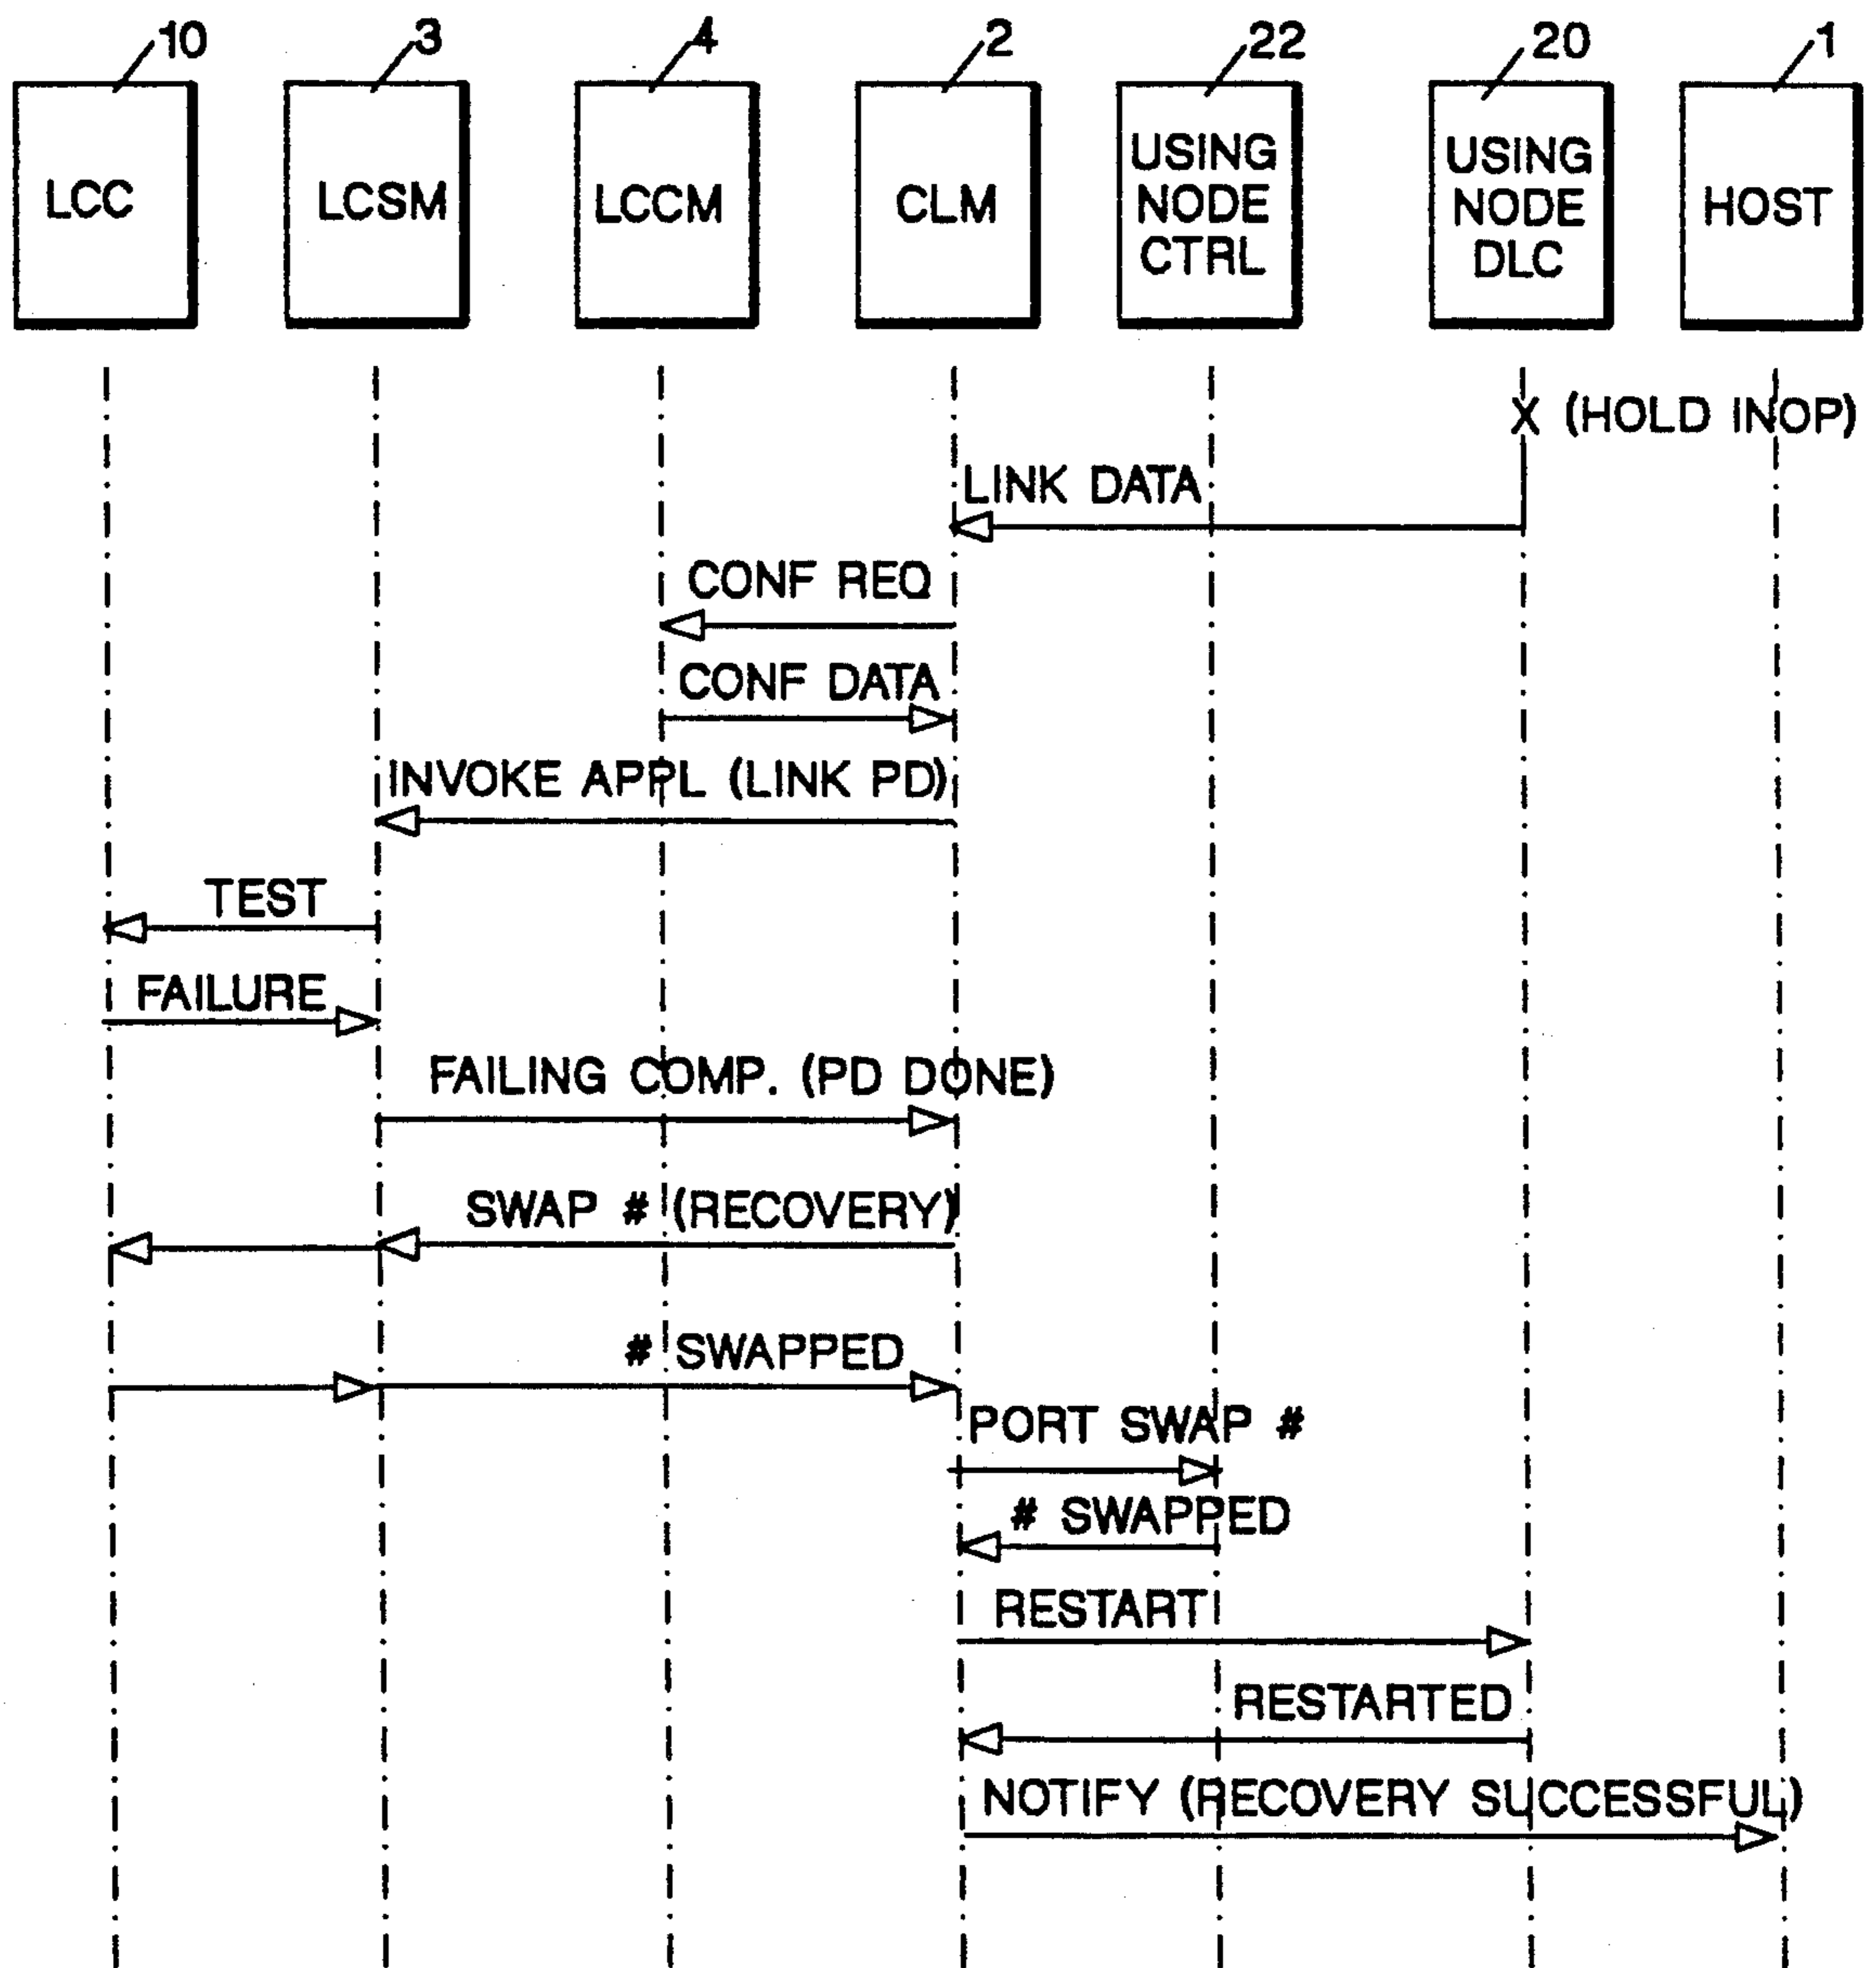 10 3 4 2 22 20 1
LCC
LCSM
LCCM
CLM
USING
NODE
CTRL
USING
NODE
DLC
HOST
X (HOLD INOP)
LINK DATA
CONF REQ
CONF DATA
INVOKE APPL (LINK PD)
TEST
FAILURE
FAILING COMP. (PD DONE)
SWAP # (RECOVERY)
# SWAPPED
PORT SWAP #
# SWAPPED
RESTART
RESTARTED
NOTIFY (RECOVERY SUCCESSFUL)